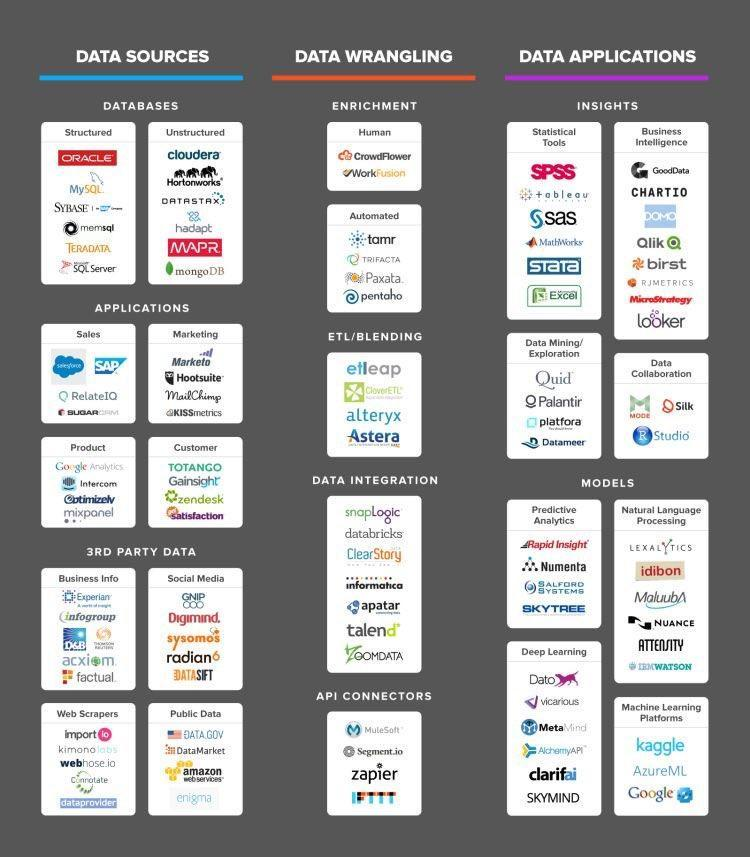 DATA SOURCES
DATABASES
Structured
ORACLE
MySQL
SYBASE
memsql
TERADATA
SQL Server
Unstructured
cloudera
Hortonworks
DATASTAX
hadapt
MAPR
mongoDB
APPLICATIONS
Sales
salesforce
SAP
RelateIQ
SUGARCRM
Marketing
Marketo
Hootsuite
MailChimp
KISSmetrics
Product
Google Analytics
Intercom
Optimizely
mixpanel
Customer
TOTANGO
Gainsight
zendesk
satisfaction
3RD PARTY DATA
Business Info
Experian
A world of insight
infogroup
D&B THOMSON REUTERS
acxiom
factual.
Social Media
GNIP
Digimind.
sysomos
radian6
DATASIFT
Web Scrapers
import io
kimono labs
webhose.io
Connotate
dataprovider
Public Data
DATA.GOV
DataMarket
amazon
web services
enigma
DATA WRANGLING
ENRICHMENT
Human
CrowdFlower
WorkFusion
Automated
tamr
TRIFACTA
Paxata
pentaho
ETL/BLENDING
etleap
CloverETL
alteryx
Astera
DATA INTEGRATION
snapLogic
databricks
ClearStory
informatica
apatar
talend
ZOOMDATA
API CONNECTORS
MuleSoft
Segment.io
zapier
IFTTT
DATA APPLICATIONS
INSIGHTS
Statistical
Tools
SPSS
tableau
sas
MathWorks
STATA
Excel
Business
Intelligence
GoodData
CHARTIO
DOMO
Qlik
birst
RJMETRICS
MicroStrategy
looker
Data Mining/
Exploration
Quid
Palantir
platfora
Datameer
Data
Collaboration
MODE
Silk
R Studio
MODELS
Predictive
Analytics
Rapid Insight
Numenta
SALFORD
SYSTEMS
SKYTREE
Natural Language
Processing
LEXALYTICS
idibon
MaluubA
NUANCE
ATTENSITY
IBM WATSON
Deep Learning
Dato
vicarious
MetaMind
AlchemyAPI
clarifai
SKYMIND
Machine Learning
Platforms
kaggle
AzureML
Google